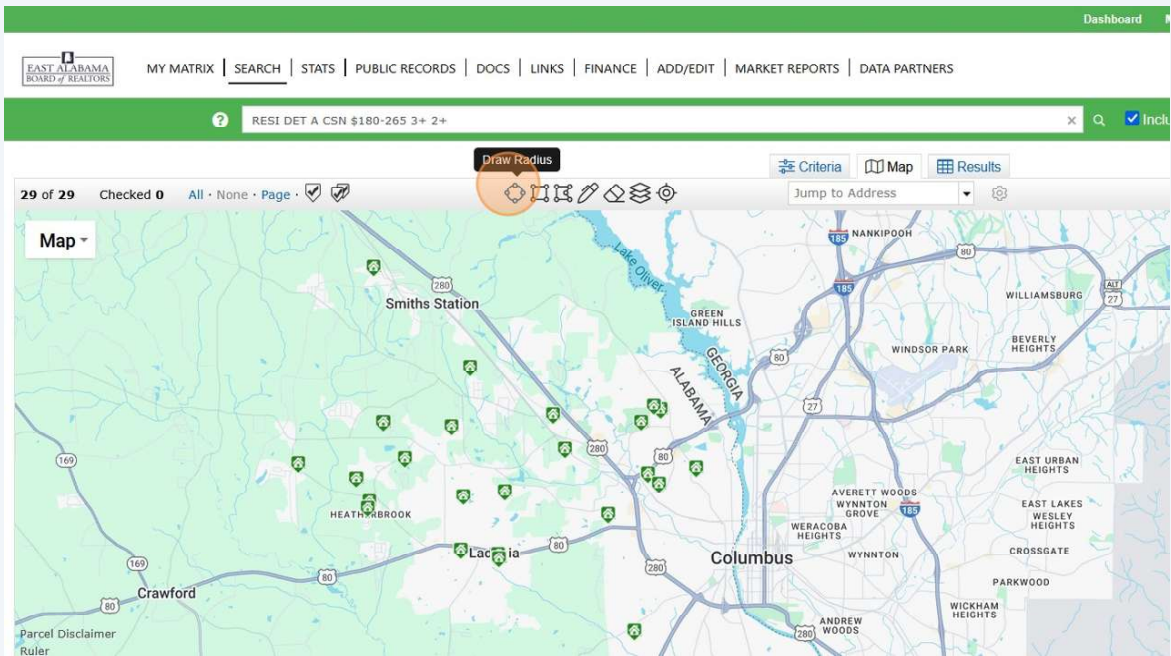 Dashboard
EAST ALABAMA
BOARD of REALTORS
MY MATRIX | SEARCH | STATS | PUBLIC RECORDS | DOCS | LINKS | FINANCE | ADD/EDIT | MARKET REPORTS | DATA PARTNERS
? RESI DET A CSN $180-265 3+ 2+ × Inclu
Draw Radius
Criteria Map Results
29 of 29 Checked 0 All · None · Page ·
Jump to Address
Map
NANKIPOOH
185
80
280
Lake Oliver
Smiths Station
185
WILLIAMSBURG
ALT
27
GREEN
ISLAND HILLS
BEVERLY
HEIGHTS
WINDSOR PARK
80
GEORGIA
ALABAMA
27
169
280
80
EAST URBAN
HEIGHTS
AVERETT WOODS
WYNNTON
GROVE
185
EAST LAKES
WESLEY
HEIGHTS
HEATHERBROOK
WERACOBA
HEIGHTS
CROSSGATE
80
Columbus
WYNNTON
169
280
80
PARKWOOD
Crawford
80
WICKHAM
HEIGHTS
ANDREW
WOODS
280
Parcel Disclaimer
Ruler